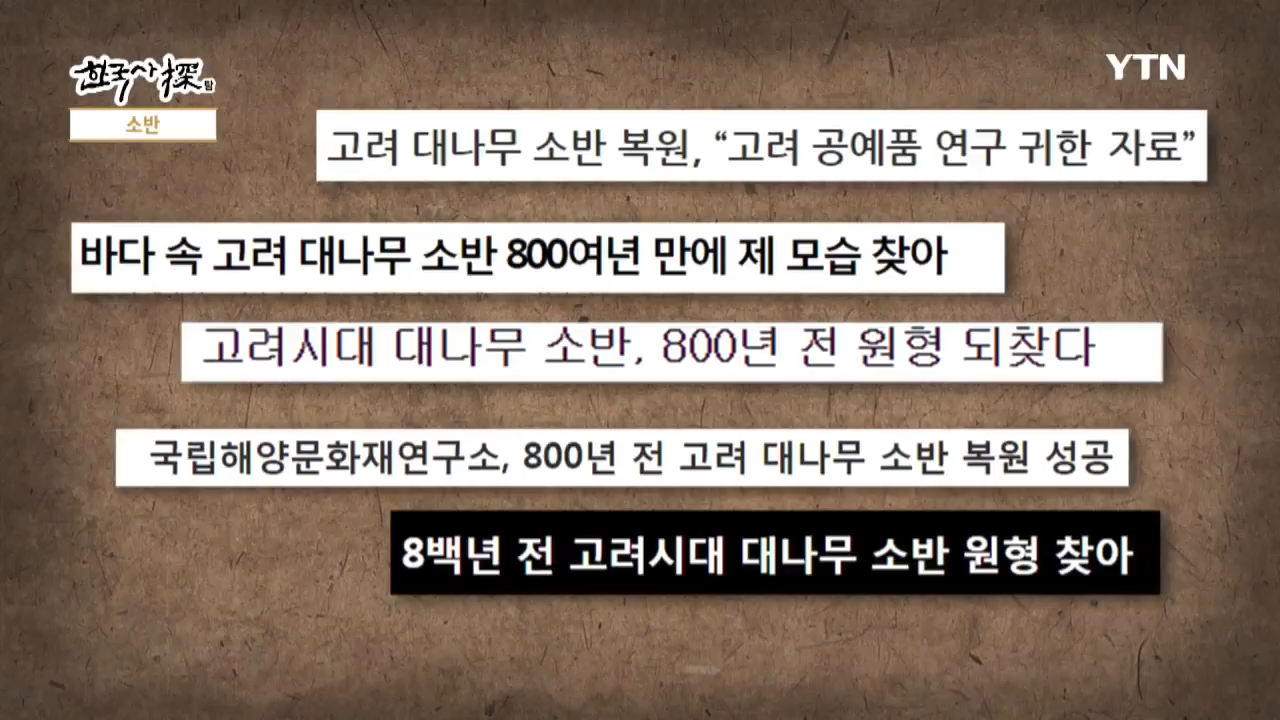 한국사 探 탐
YTN
소반
고려 대나무 소반 복원, “고려 공예품 연구 귀한 자료”
바다 속 고려 대나무 소반 800여년 만에 제 모습 찾아
고려시대 대나무 소반, 800년 전 원형 되찾다
국립해양문화재연구소, 800년 전 고려 대나무 소반 복원 성공
8백년 전 고려시대 대나무 소반 원형 찾아